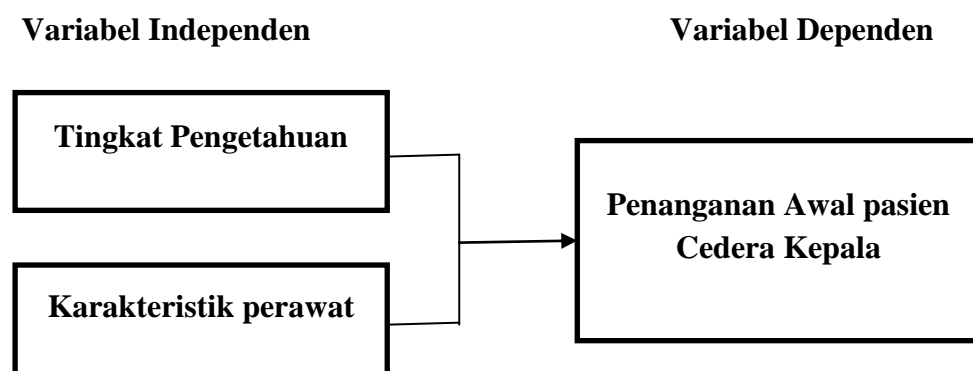 Variabel Independen
Variabel Dependen
Tingkat Pengetahuan
Penanganan Awal pasien
Cedera Kepala
Karakteristik perawat